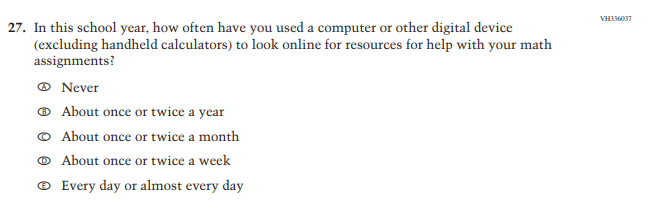 VH336037
27. In this school year, how often have you used a computer or other digital device
(excluding handheld calculators) to look online for resources for help with your math
assignments?
A Never
B About once or twice a year
C About once or twice a month
D About once or twice a week
E Every day or almost every day